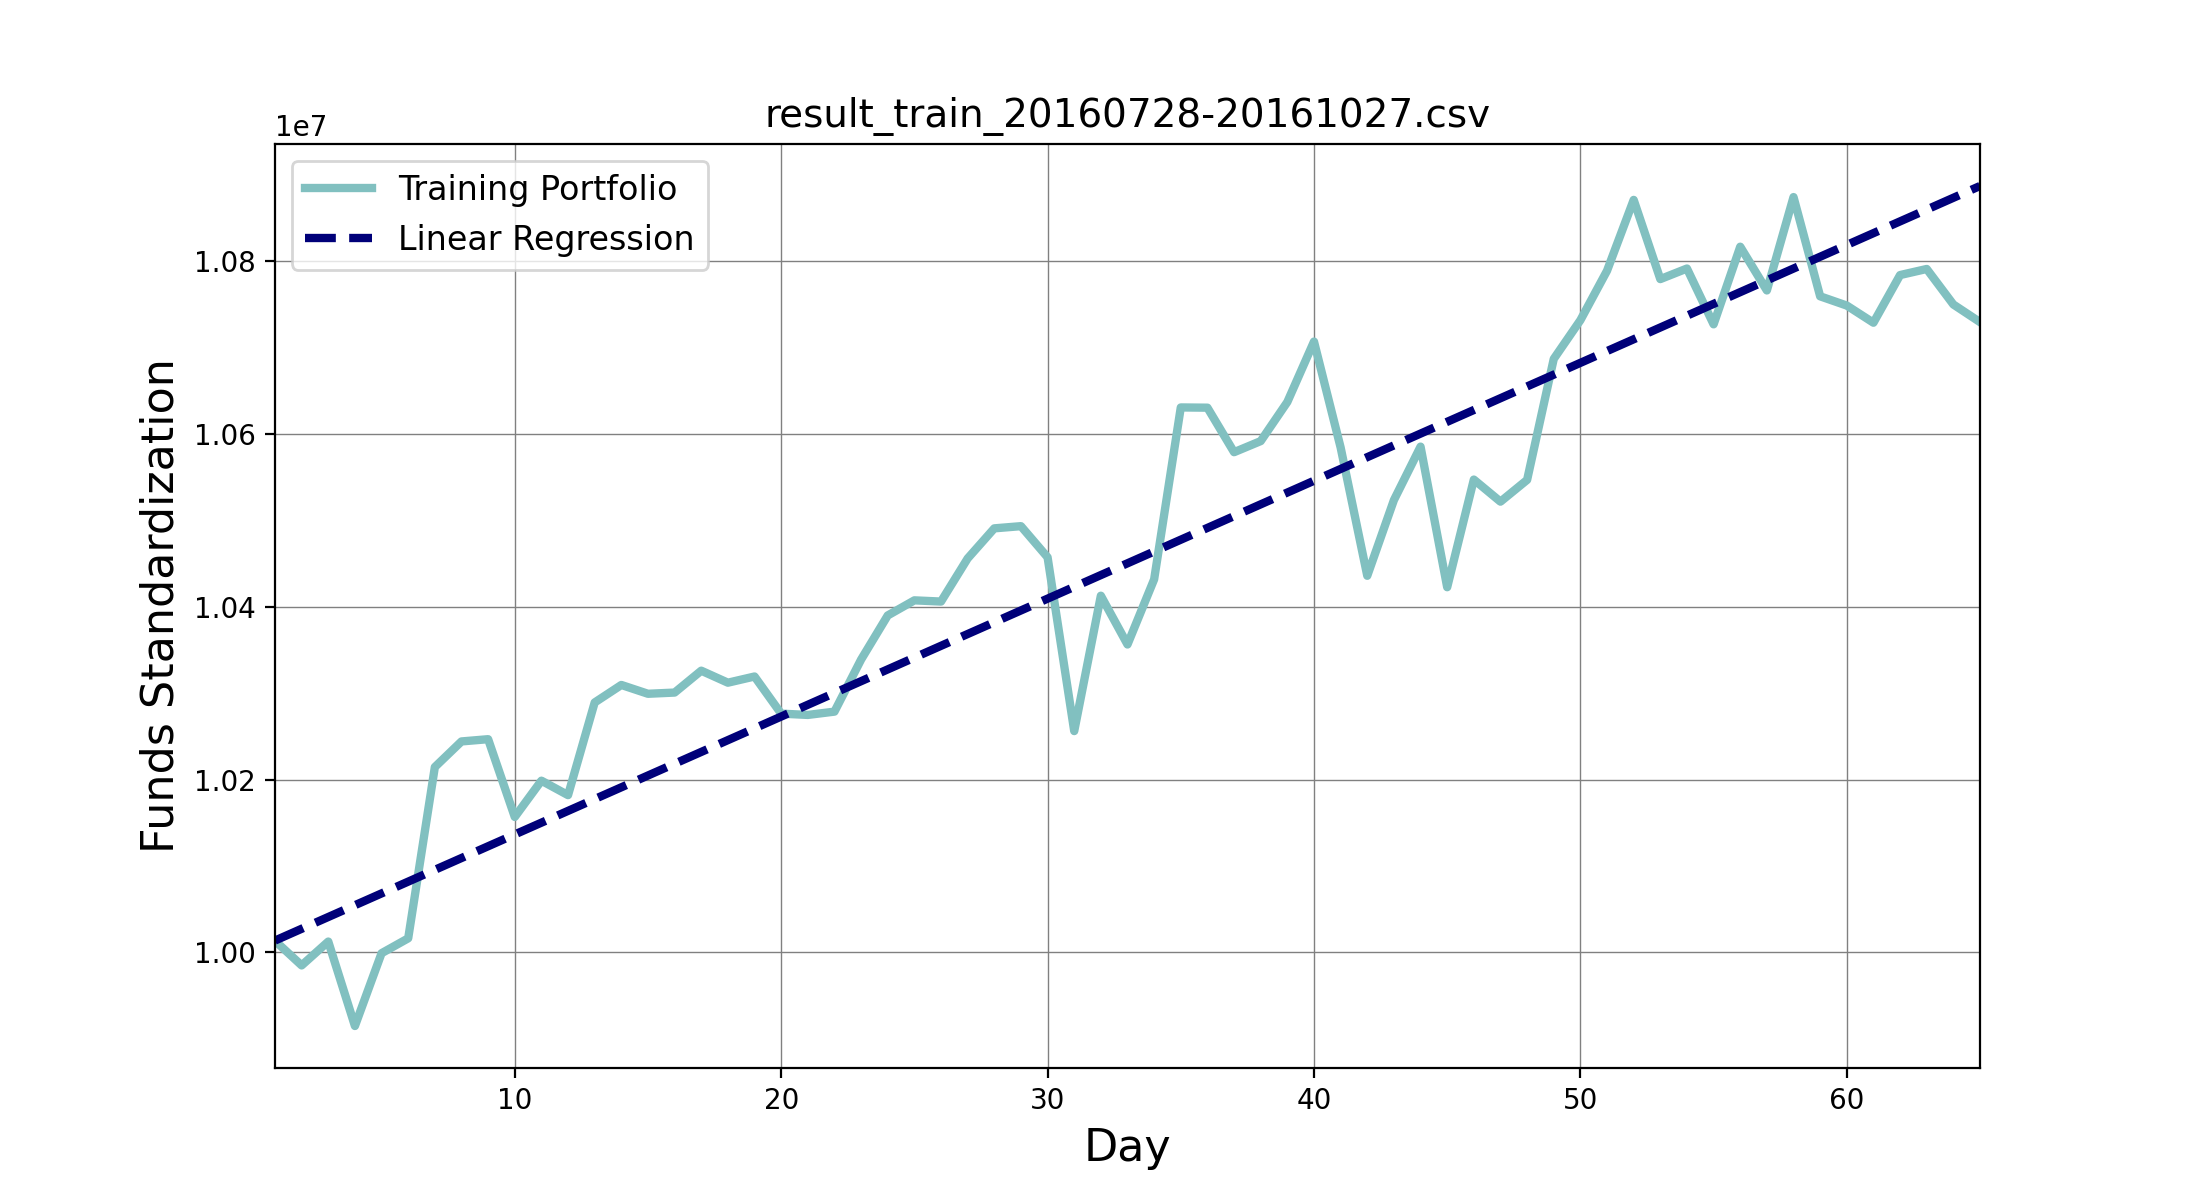 result_train_20160728-20161027.csv
1e7
Training Portfolio
Linear Regression
1.08
1.06
1.04
1.02
1.00
Funds Standardization
10 20 30 40 50 60
Day